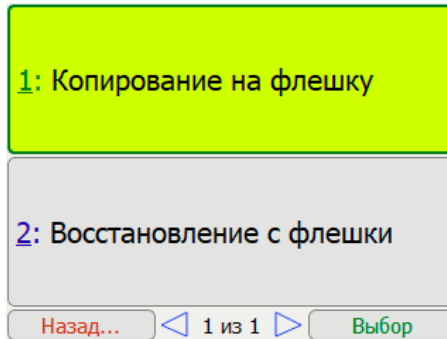 1: Копирование на флешку
2: Восстановление с флешки
Назад... 1 из 1 Выбор